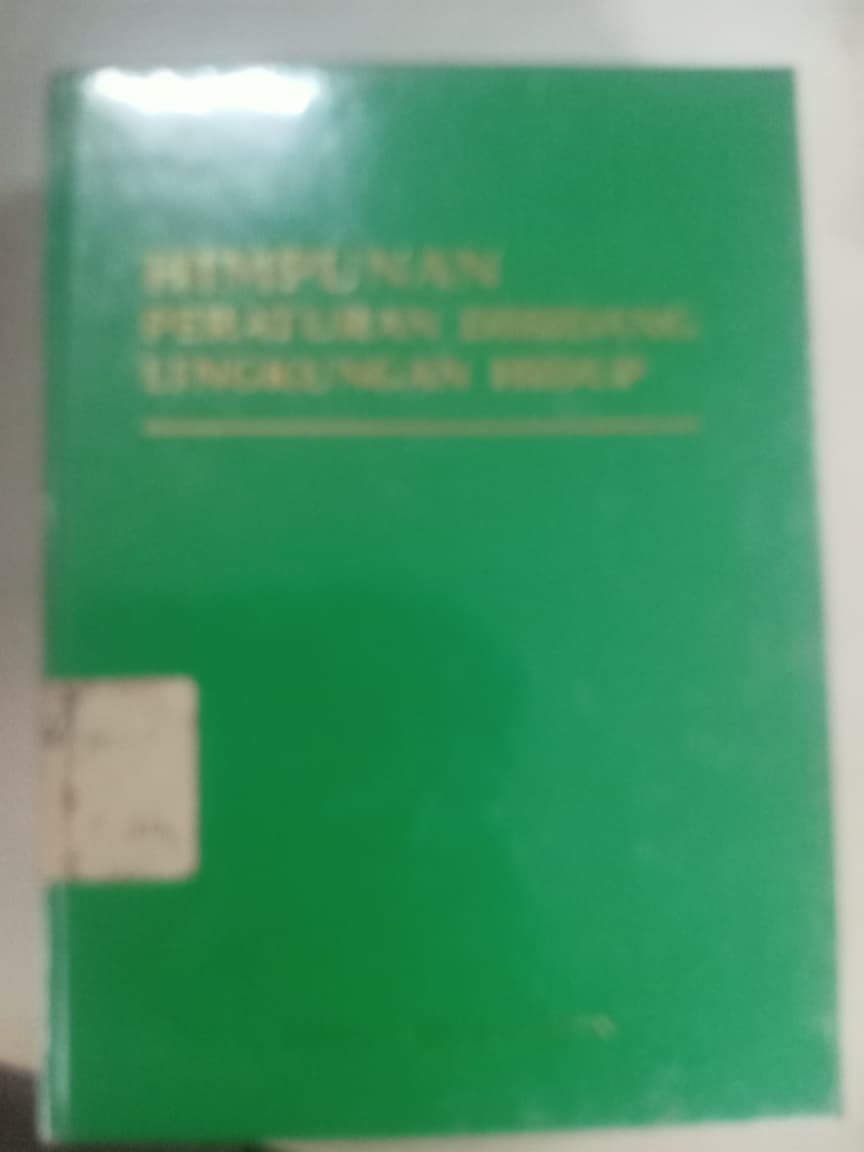 HIMPUNAN
PERATURAN DIBIDANG
LINGKUNGAN HIDUP